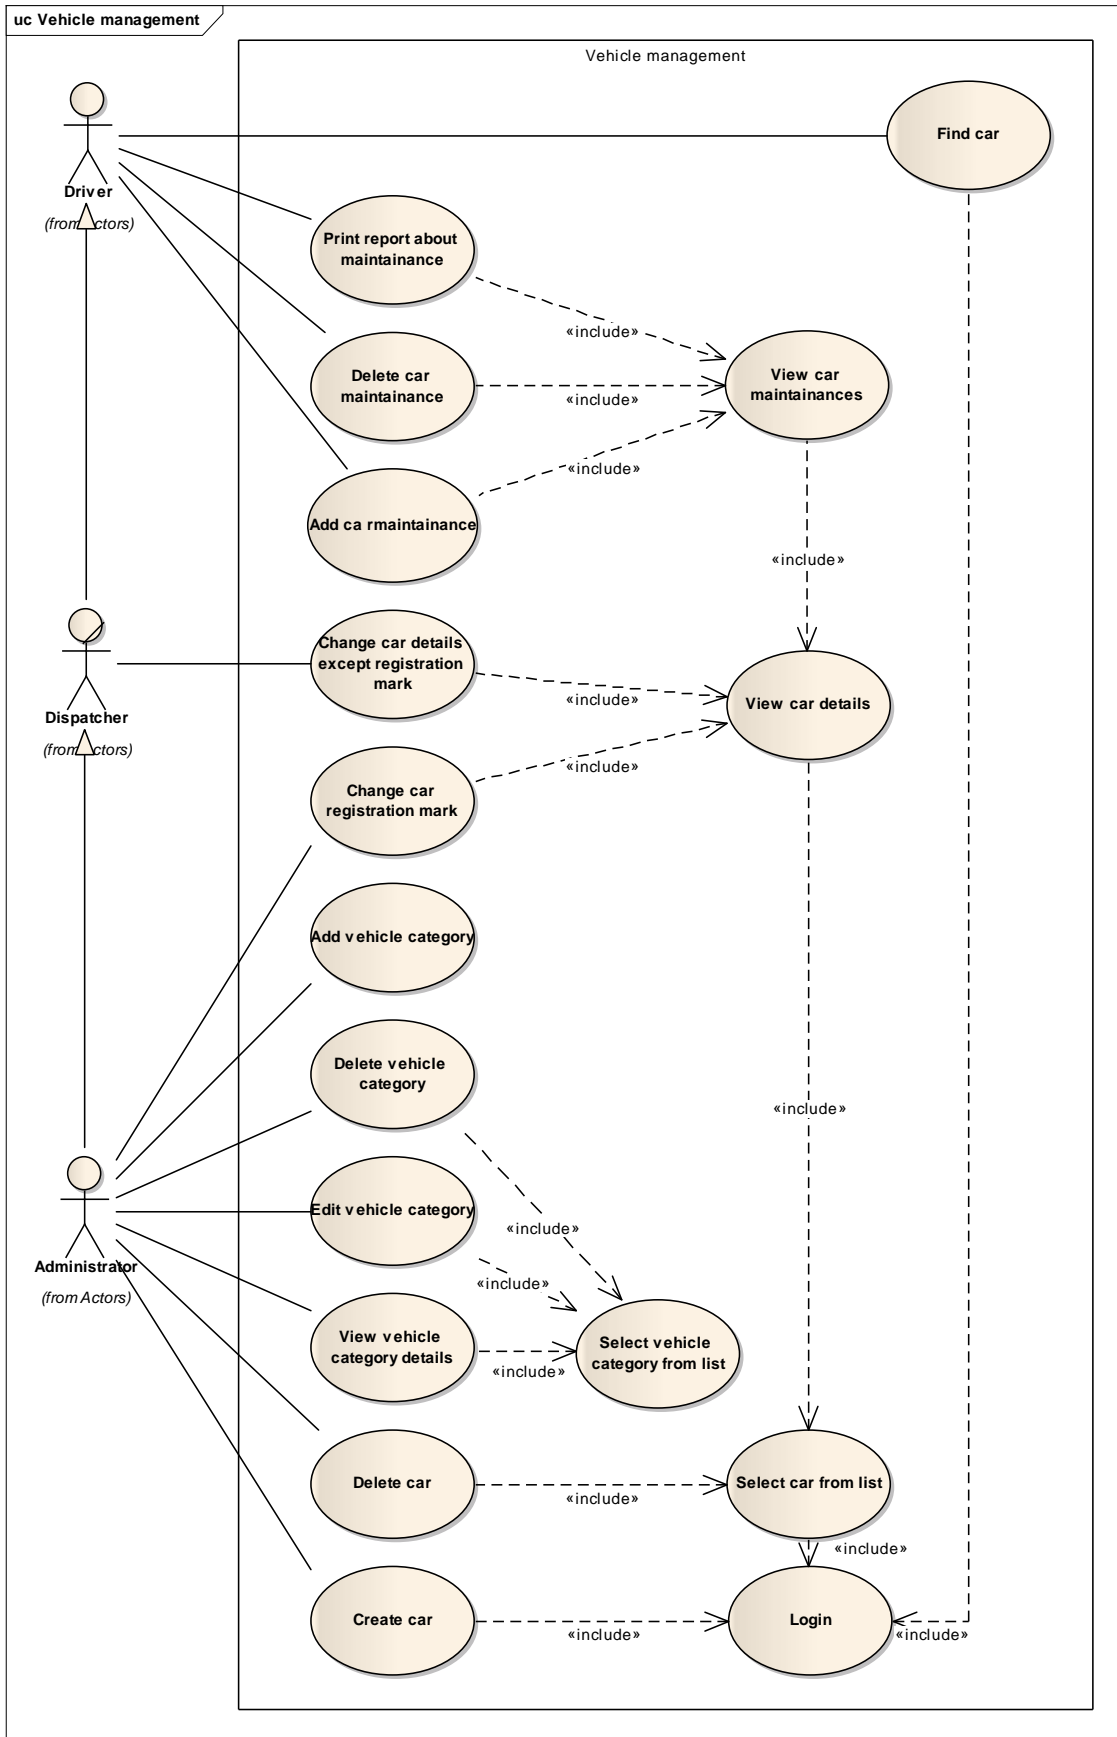 uc Vehicle management
Vehicle management
Find car
Driver
(from Actors)
Print report about
maintainance
«include»
Delete car
maintainance
«include»
View car
maintainances
Add ca rmaintainance
«include»
«include»
Dispatcher
(from Actors)
Change car details
except registration
mark
«include»
View car details
Change car
registration mark
«include»
Add vehicle category
Delete vehicle
category
«include»
«include»
Administrator
(from Actors)
Edit vehicle category
«include»
View vehicle
category details
«include»
Select vehicle
category from list
Delete car
«include»
Select car from list
«include»
Create car
«include»
Login
«include»